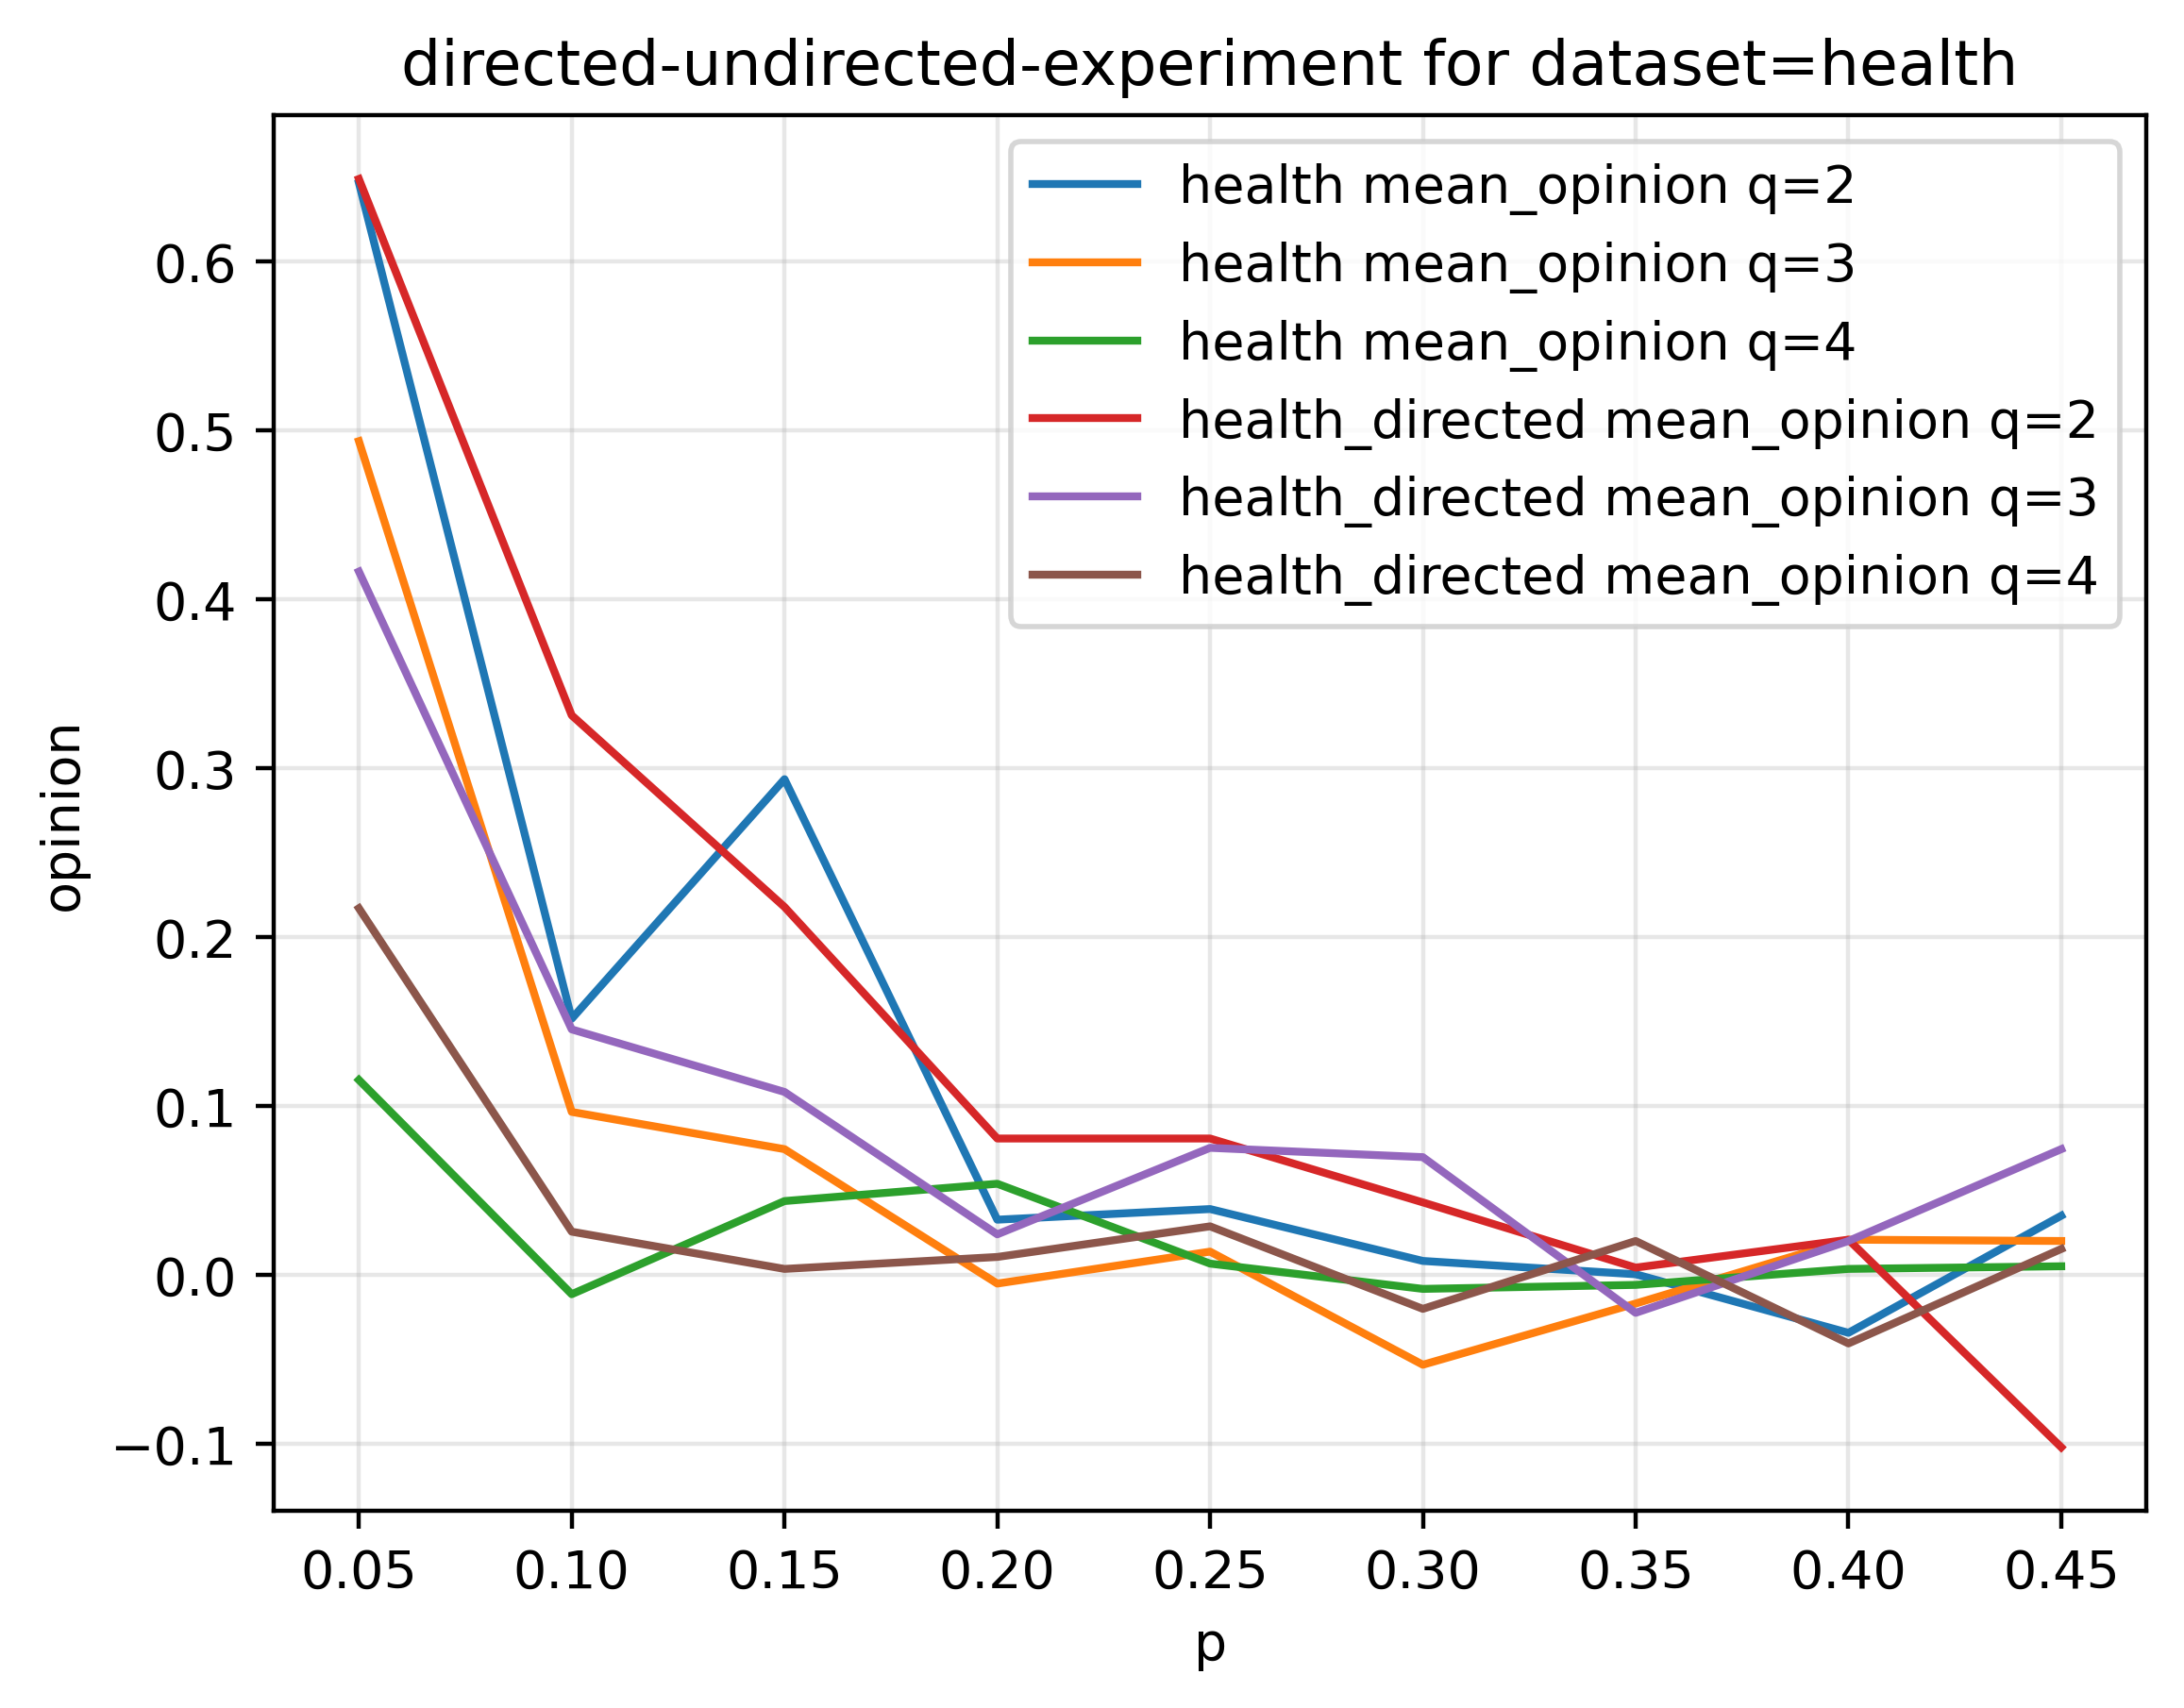 directed-undirected-experiment for dataset=health
health mean_opinion q=2
health mean_opinion q=3
health mean_opinion q=4
health_directed mean_opinion q=2
health_directed mean_opinion q=3
health_directed mean_opinion q=4
opinion
0.6
0.5
0.4
0.3
0.2
0.1
0.0
−0.1
0.05 0.10 0.15 0.20 0.25 0.30 0.35 0.40 0.45
p